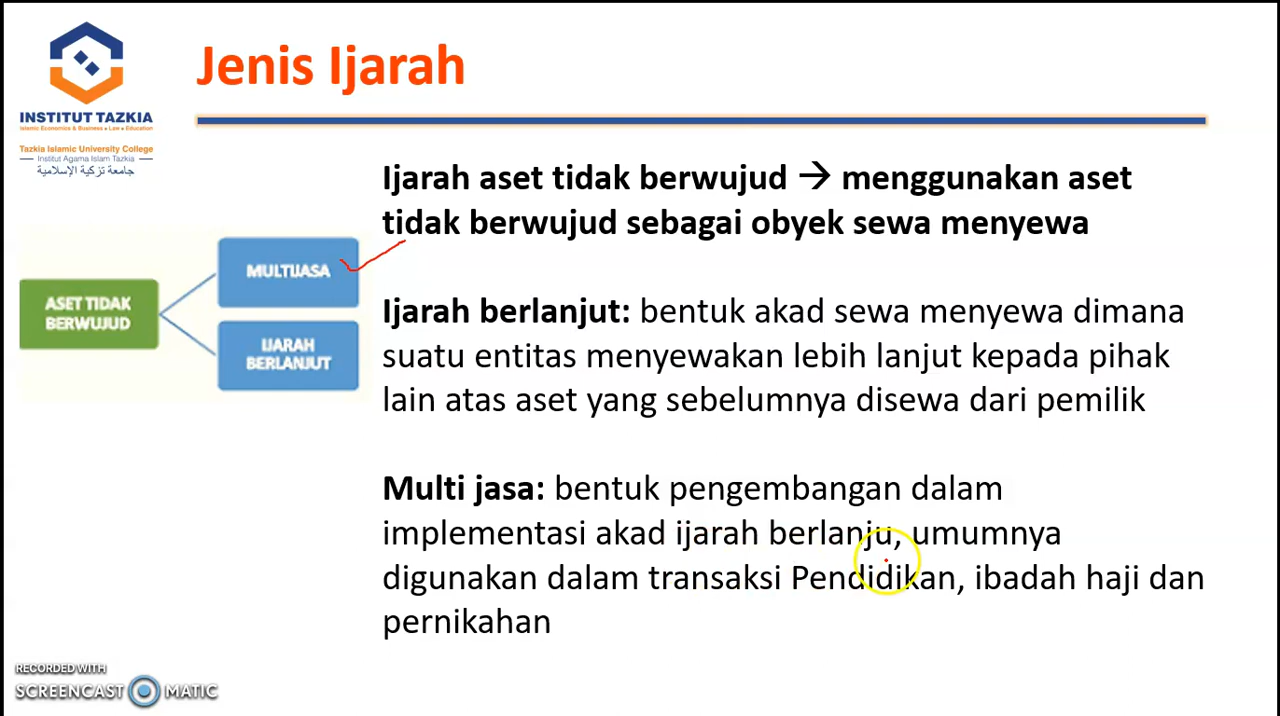 Jenis Ijarah
INSTITUT TAZKIA
Islamic Economics & Business • Law • Education
Tazkia Islamic University College
Institut Agama Islam Tazkia
جامعة تزكية الإسلامية
Ijarah aset tidak berwujud → menggunakan aset
tidak berwujud sebagai obyek sewa menyewa
MULTIJASA
ASET TIDAK
BERWUJUD
IJARAH
BERLANJUT
Ijarah berlanjut: bentuk akad sewa menyewa dimana
suatu entitas menyewakan lebih lanjut kepada pihak
lain atas aset yang sebelumnya disewa dari pemilik
Multi jasa: bentuk pengembangan dalam
implementasi akad ijarah berlanju, umumnya
digunakan dalam transaksi Pendidikan, ibadah haji dan
pernikahan
RECORDED WITH
SCREENCAST MATIC